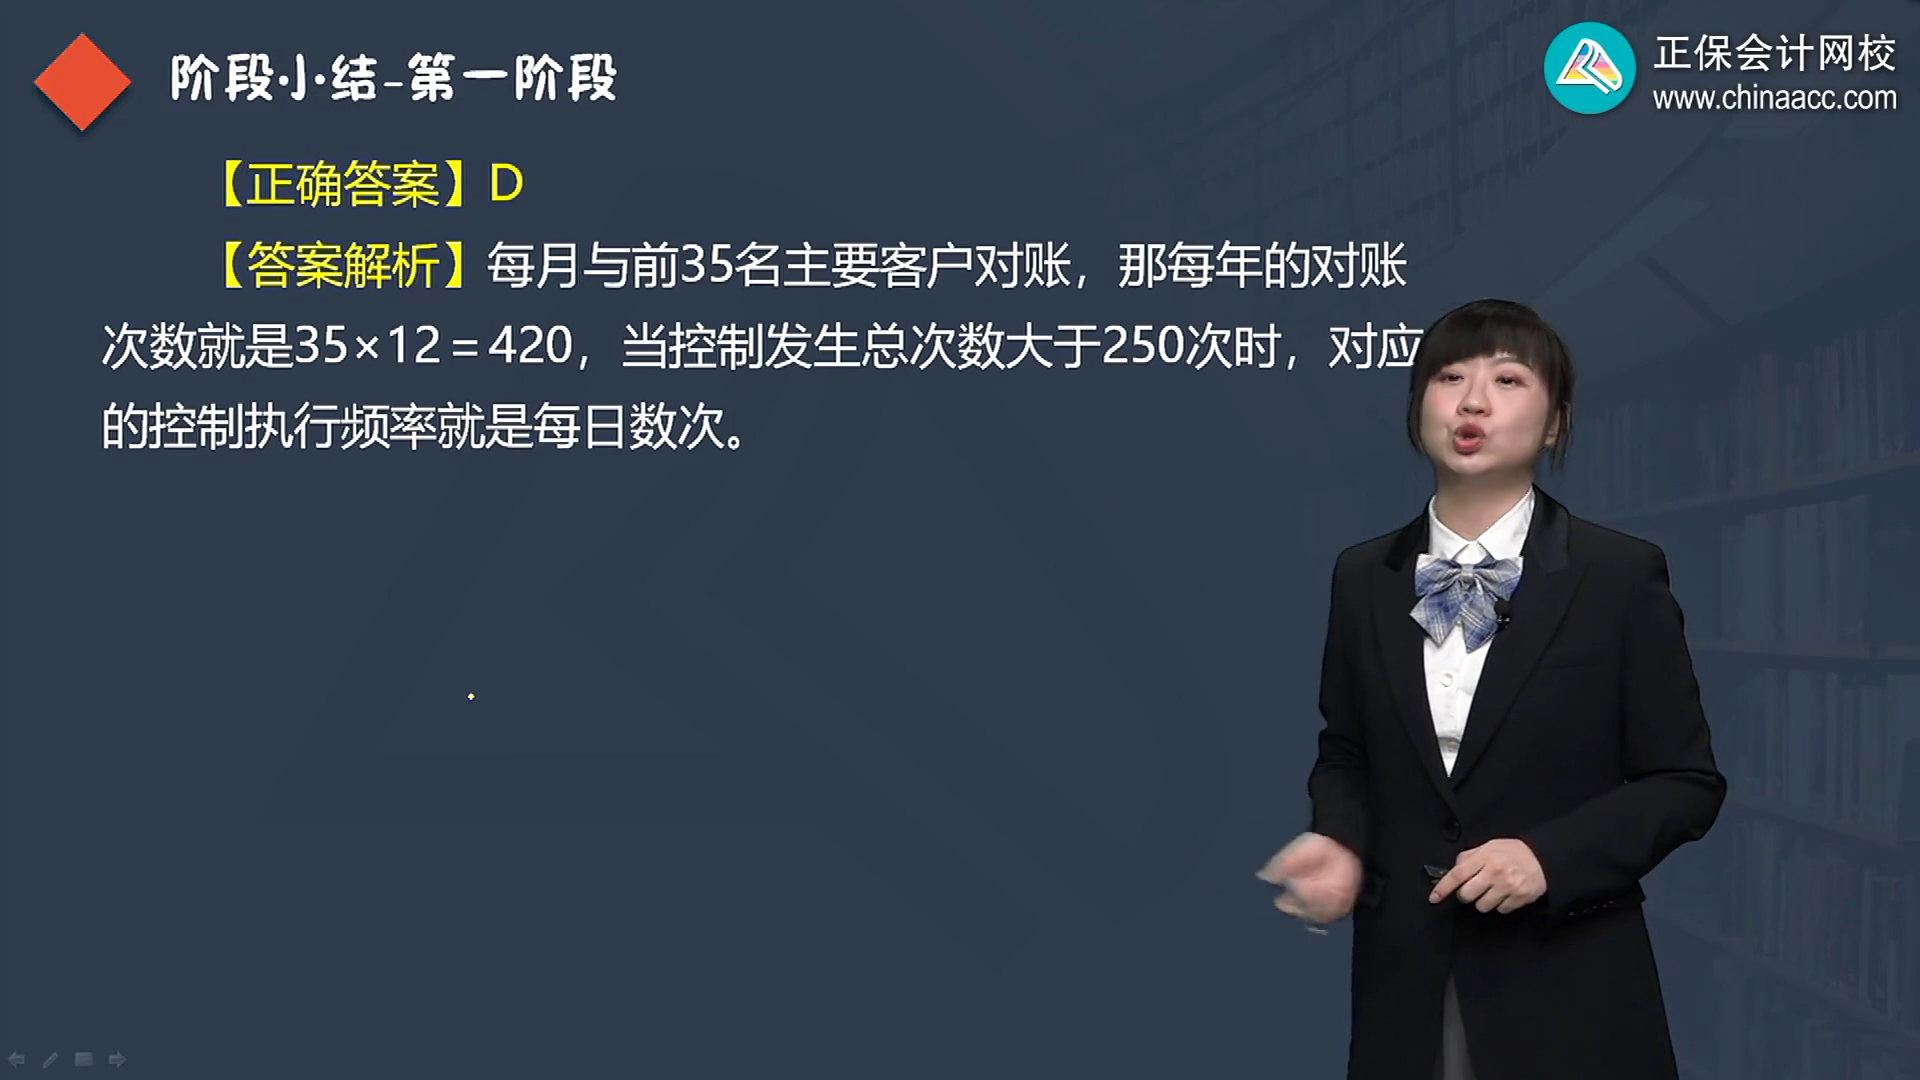 阶段小结-第一阶段
正保会计网校
www.chinaacc.com
【正确答案】D
【答案解析】每月与前35名主要客户对账，那每年的对账
次数就是35×12＝420，当控制发生总次数大于250次时，对应
的控制执行频率就是每日数次。